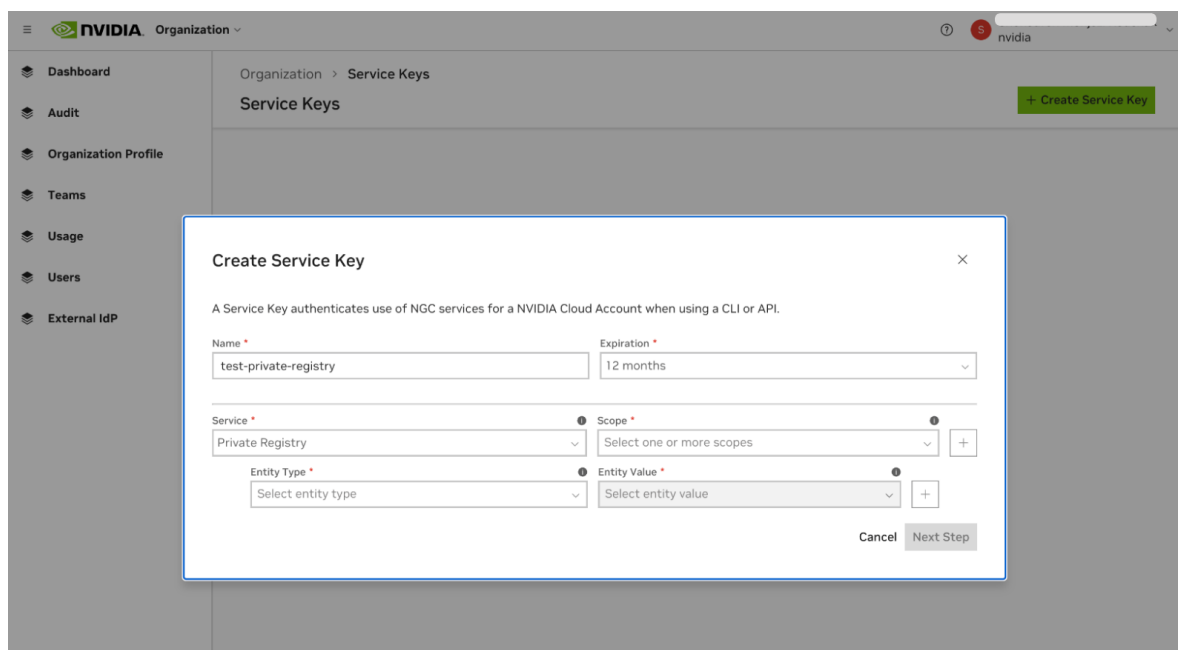 NVIDIA. Organization
S
nvidia
Dashboard
Audit
Organization Profile
Teams
Usage
Users
External IdP
Organization > Service Keys
Service Keys
+ Create Service Key
Create Service Key
A Service Key authenticates use of NGC services for a NVIDIA Cloud Account when using a CLI or API.
Name * Expiration *
test-private-registry 12 months
Service * Scope *
Private Registry Select one or more scopes
Entity Type * Entity Value *
Select entity type Select entity value
Cancel Next Step